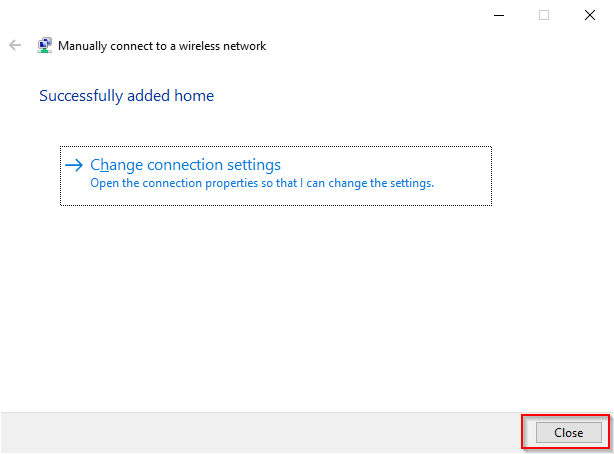 Manually connect to a wireless network
Successfully added home
Change connection settings
Open the connection properties so that I can change the settings.
Close